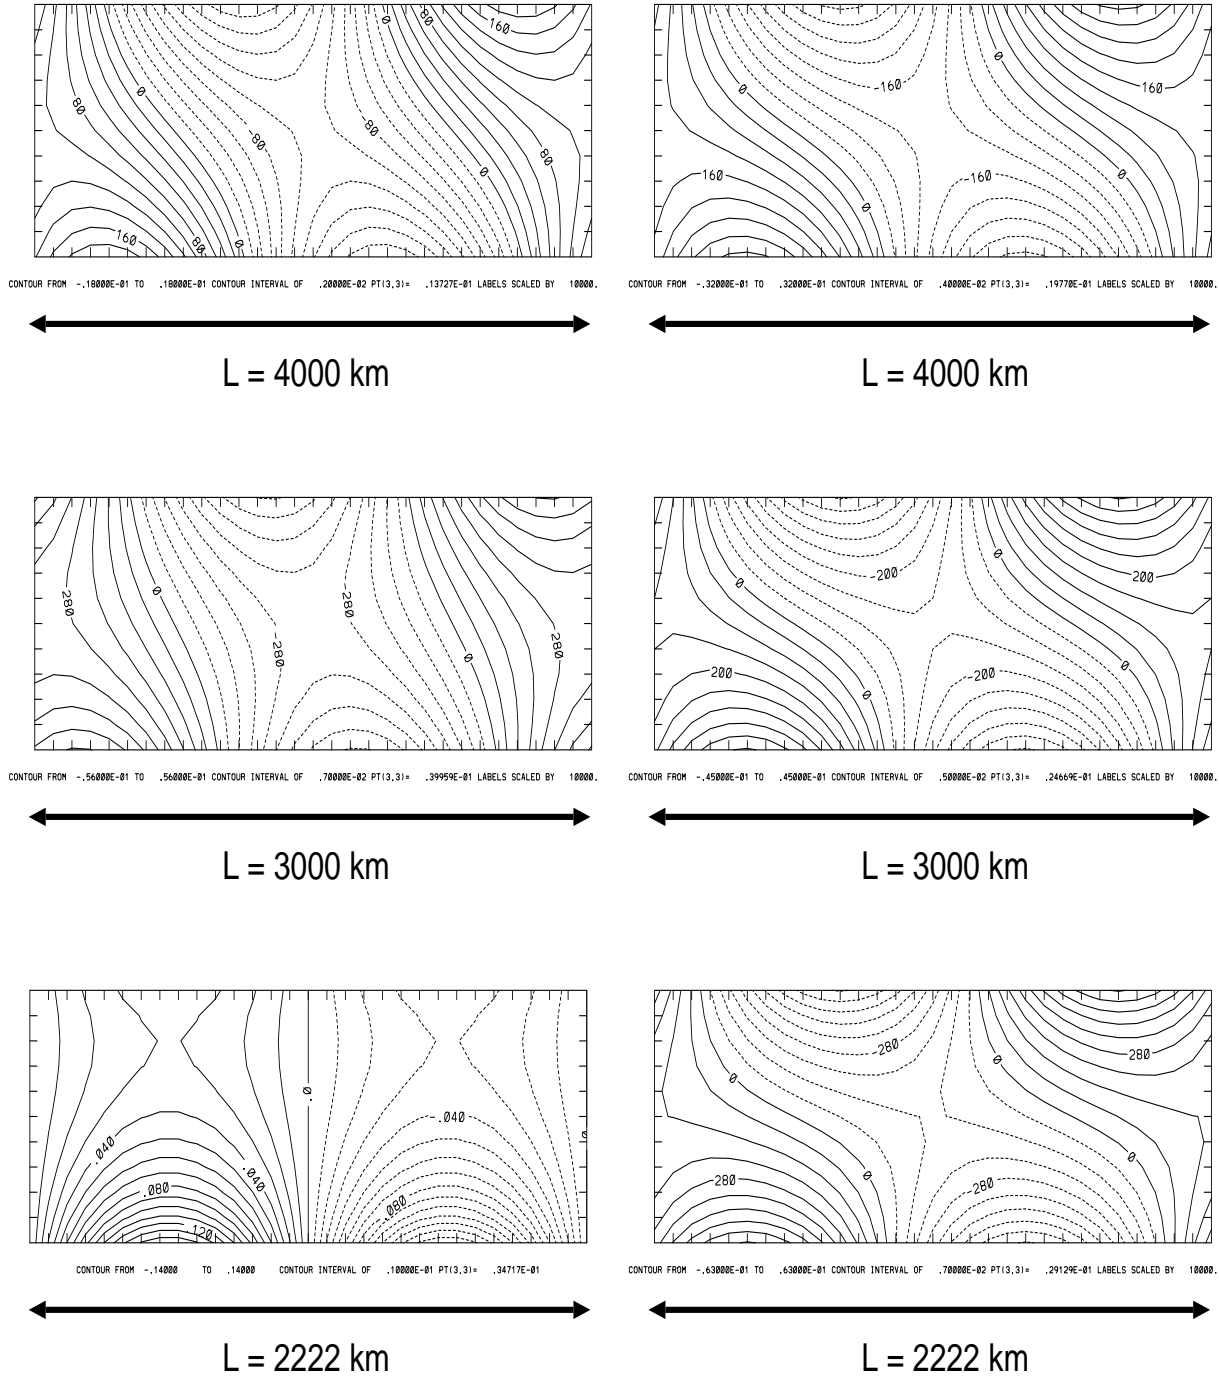 0 80 160 80 0 80 80 0 80 160 80 0
0 160 0 160 160 160 0 0
CONTOUR FROM -.18000E-01 TO .18000E-01 CONTOUR INTERVAL OF .20000E-02 PT(3,3)= .13727E-01 LABELS SCALED BY 10000.
CONTOUR FROM -.32000E-01 TO .32000E-01 CONTOUR INTERVAL OF .40000E-02 PT(3,3)= .19770E-01 LABELS SCALED BY 10000.
L = 4000 km
L = 4000 km
280 0 280 280 0 280
0 -200 0 200 200 -200 0 0
CONTOUR FROM -.56000E-01 TO .56000E-01 CONTOUR INTERVAL OF .70000E-02 PT(3,3)= .39959E-01 LABELS SCALED BY 10000.
CONTOUR FROM -.45000E-01 TO .45000E-01 CONTOUR INTERVAL OF .50000E-02 PT(3,3)= .24669E-01 LABELS SCALED BY 10000.
L = 3000 km
L = 3000 km
0. .040 .040 .040 .080 .080 .120
0 -280 0 280 280 -280 0 0
CONTOUR FROM -.14000 TO .14000 CONTOUR INTERVAL OF .10000E-01 PT(3,3)= .34717E-01
CONTOUR FROM -.63000E-01 TO .63000E-01 CONTOUR INTERVAL OF .70000E-02 PT(3,3)= .29129E-01 LABELS SCALED BY 10000.
L = 2222 km
L = 2222 km